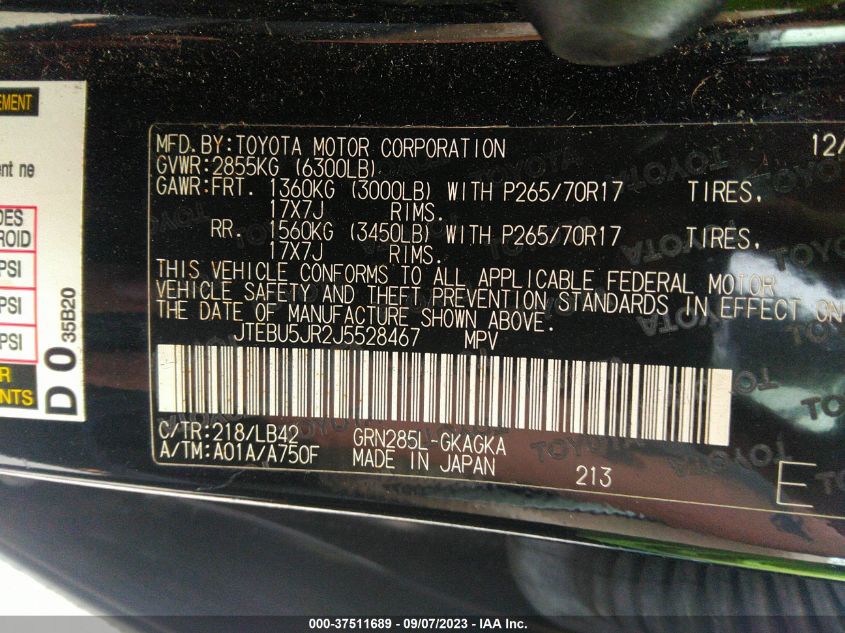 EMENT
ent ne
DES
ROID
PSI
PSI
PSI
R
NTS
D 0 35B20
MFD.BY:TOYOTA MOTOR CORPORATION 12/
GVWR:2855KG (6300LB)
GAWR:FRT. 1360KG (3000LB) WITH P265/70R17 TIRES,
17X7J RIMS.
RR. 1560KG (3450LB) WITH P265/70R17 TIRES,
17X7J RIMS.
THIS VEHICLE CONFORMS TO ALL APPLICABLE FEDERAL MOTOR
VEHICLE SAFETY AND THEFT PREVENTION STANDARDS IN EFFECT ON
THE DATE OF MANUFACTURE SHOWN ABOVE.
JTEBU5JR2J5528467 MPV
C/TR:218/LB42 GRN285L-GKAGKA
A/TM:A01A/A750F MADE IN JAPAN 213
E
000-37511689 - 09/07/2023 - IAA Inc.